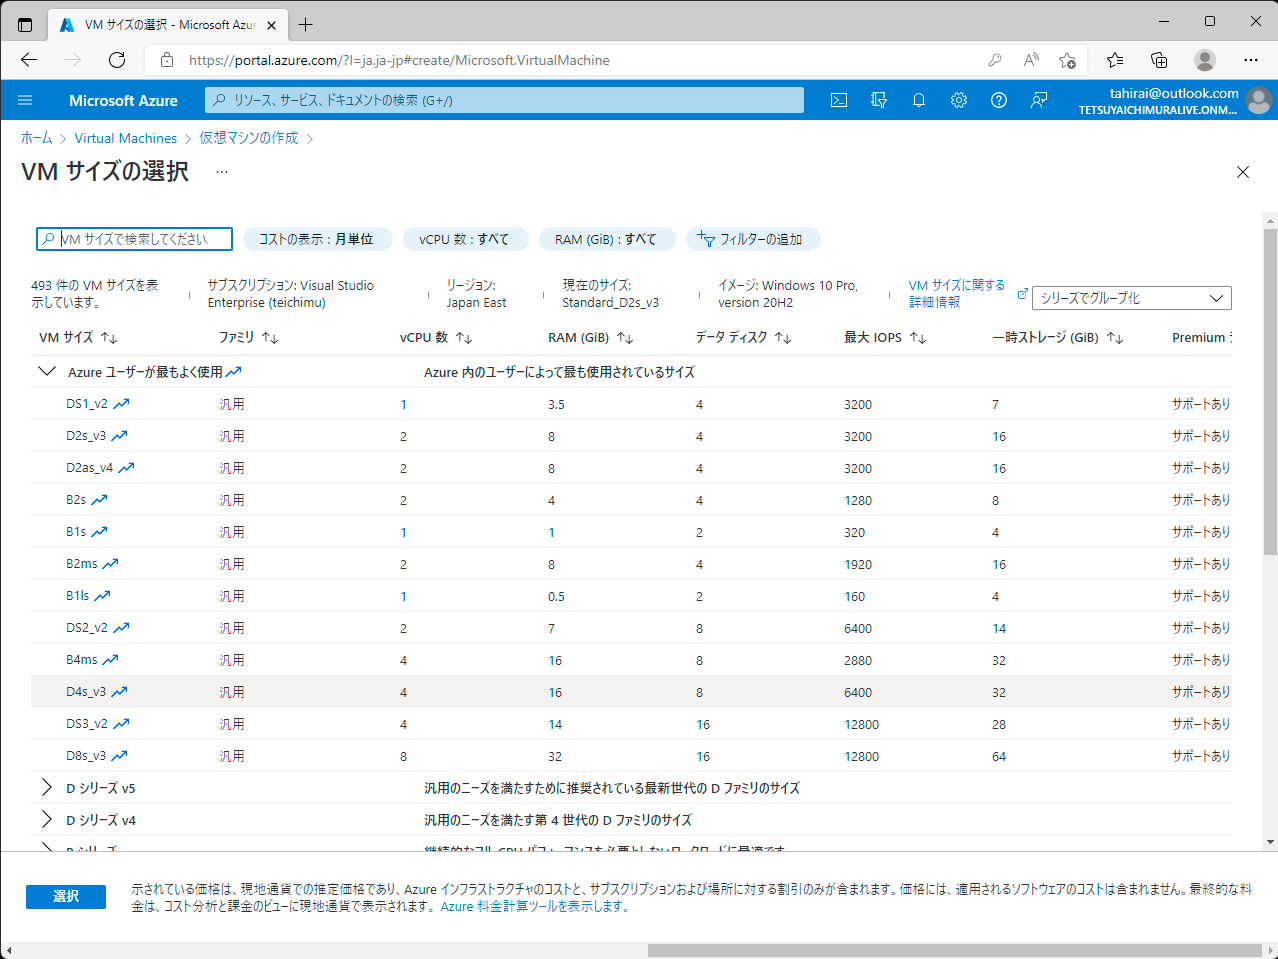 VM サイズの選択 - Microsoft Azur
https://portal.azure.com/?l=ja.ja-jp#create/Microsoft.VirtualMachine
Microsoft Azure
リソース、サービス、ドキュメントの検索 (G+/)
tahirai@outlook.com
TETSUYAICHIMURALIVE.ONM...
ホーム > Virtual Machines > 仮想マシンの作成 >
VM サイズの選択 ...
VM サイズで検索してください.
コストの表示 : 月単位
vCPU 数 : すべて
RAM (GiB) : すべて
フィルターの追加
493 件の VM サイズを表
示しています。
サブスクリプション: Visual Studio
Enterprise (teichimu)
リージョン:
Japan East
現在のサイズ:
Standard_D2s_v3
イメージ: Windows 10 Pro,
version 20H2
VM サイズに関する
詳細情報
シリーズでグループ化
VM サイズ ファミリ vCPU 数 RAM (GiB) データ ディスク 最大 IOPS 一時ストレージ (GiB) Premium
Azure ユーザーが最もよく使用 Azure 内のユーザーによって最も使用されているサイズ
DS1_v2 汎用 1 3.5 4 3200 7 サポートあり
D2s_v3 汎用 2 8 4 3200 16 サポートあり
D2as_v4 汎用 2 8 4 3200 16 サポートあり
B2s 汎用 2 4 4 1280 8 サポートあり
B1s 汎用 1 1 2 320 4 サポートあり
B2ms 汎用 2 8 4 1920 16 サポートあり
B1ls 汎用 1 0.5 2 160 4 サポートあり
DS2_v2 汎用 2 7 8 6400 14 サポートあり
B4ms 汎用 4 16 8 2880 32 サポートあり
D4s_v3 汎用 4 16 8 6400 32 サポートあり
DS3_v2 汎用 4 14 16 12800 28 サポートあり
D8s_v3 汎用 8 32 16 12800 64 サポートあり
D シリーズ v5 汎用のニーズを満たすために推奨されている最新世代の D ファミリのサイズ
D シリーズ v4 汎用のニーズを満たす第 4 世代の D ファミリのサイズ
選択
示されている価格は、現地通貨での推定価格であり、Azure インフラストラクチャのコストと、サブスクリプションおよび場所に対する割引のみが含まれます。価格には、適用されるソフトウェアのコストは含まれません。最終的な料
金は、コスト分析と課金のビューに現地通貨で表示されます。 Azure 料金計算ツールを表示します。